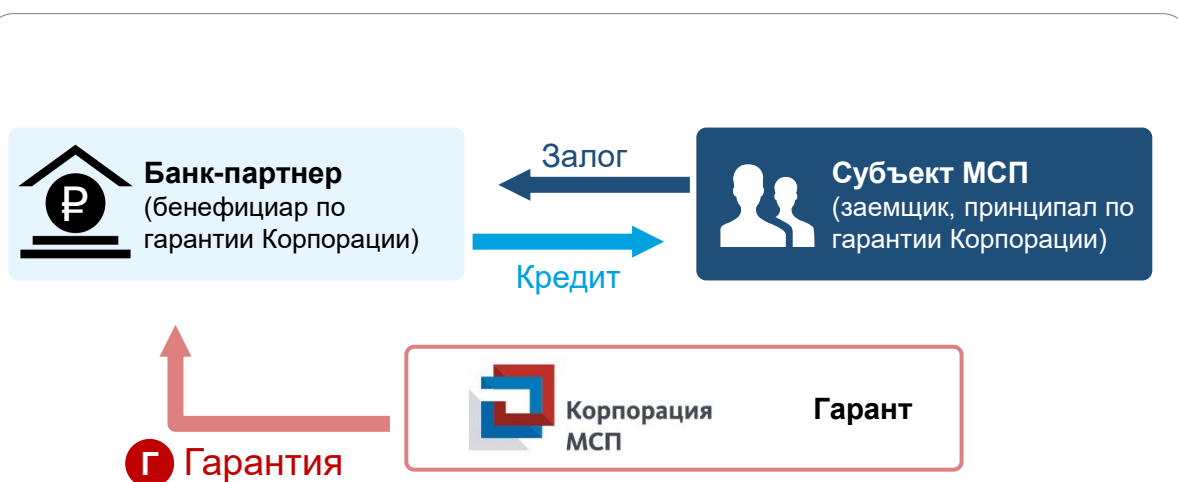 Банк-партнер
(бенефициар по
гарантии Корпорации)
Залог
Кредит
Субъект МСП
(заемщик, принципал по
гарантии Корпорации)
Корпорация
МСП
Гарант
Г Гарантия